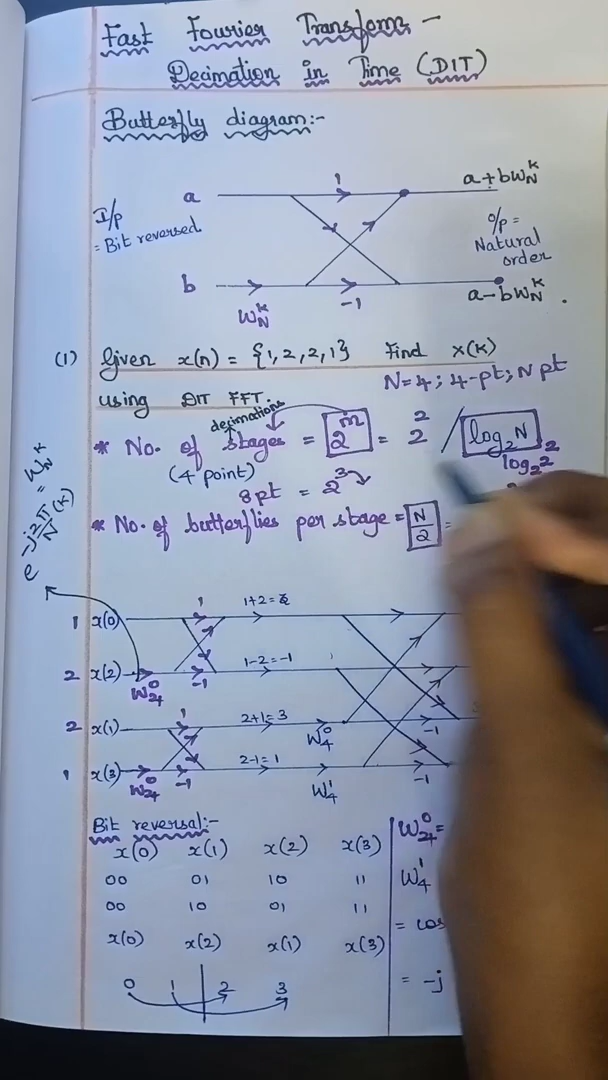 Fast Fourier Transform -
Decimation in Time (DIT)
Butterfly diagram:-
a 1 a+bW_N^k
I/p = Bit reversed
o/p = Natural order
b -1 a-bW_N^k.
W_N^k
(1) Given x(n) = {1,2,2,1} Find X(k)
using DIT FFT.
N=4; 4-pt; N pt
decimations
* No. of stages = 2^m = 2^2 / log_2 N
(4 point)
log_2 2^2
8pt = 2^3
* No. of butterflies per stage = N/2 =
e^-j2π/N (k) = W_N^k
1 x(0) 1 1+2=
2 x(2) W_4^0 -1 1-2=-1
2 x(1) 1 2+1=3 W_4^0 -1
1 x(3) W_4^0 -1 2-1=1 W_4^1 -1
Bit reversal:-
x(0) x(1) x(2) x(3)
00 01 10 11
00 10 01 11
x(0) x(2) x(1) x(3)
0 1 2 3
W_4^0=
W_4^1
= cos
= -j